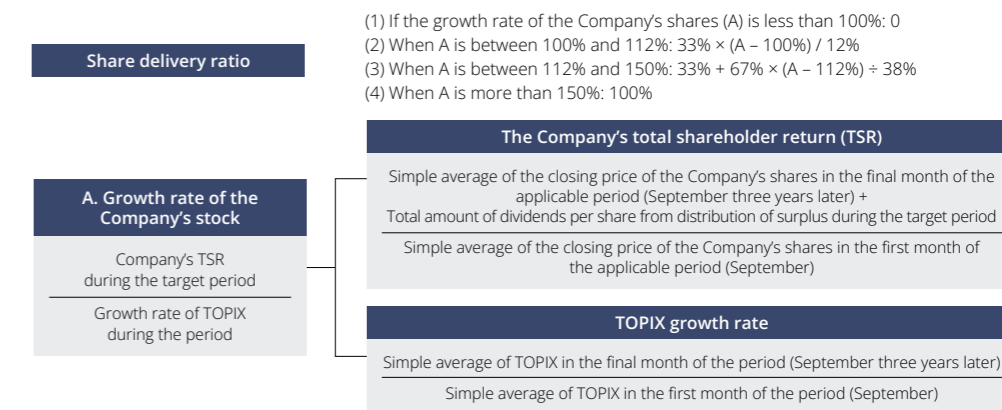 Share delivery ratio
(1) If the growth rate of the Company’s shares (A) is less than 100%: 0
(2) When A is between 100% and 112%: 33% × (A – 100%) / 12%
(3) When A is between 112% and 150%: 33% + 67% × (A – 112%) ÷ 38%
(4) When A is more than 150%: 100%
A. Growth rate of the
Company’s stock
Company’s TSR
during the target period
Growth rate of TOPIX
during the period
The Company’s total shareholder return (TSR)
Simple average of the closing price of the Company’s shares in the final month of the
applicable period (September three years later) +
Total amount of dividends per share from distribution of surplus during the target period
Simple average of the closing price of the Company’s shares in the first month of
the applicable period (September)
TOPIX growth rate
Simple average of TOPIX in the final month of the period (September three years later)
Simple average of TOPIX in the first month of the period (September)